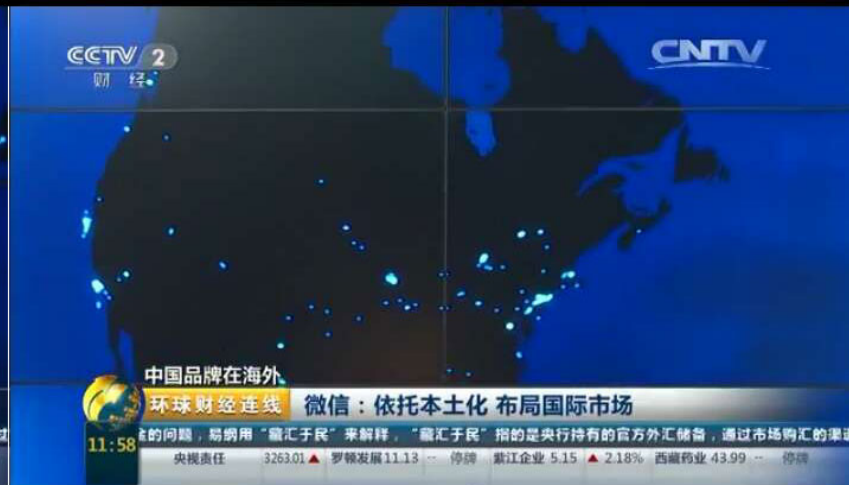 CCTV 2
财经
CNTV
中国品牌在海外
环球财经连线
微信：依托本土化 布局国际市场
11:58
金的问题，易纲用“藏汇于民”来解释，“藏汇于民”指的是央行持有的官方外汇储备，通过市场购汇的渠道
央视责任 3263.01 ▲ 罗顿发展 11.13 -- 停牌 紫江企业 5.15 ▲ 2.18% 西藏药业 43.99 -- 停牌